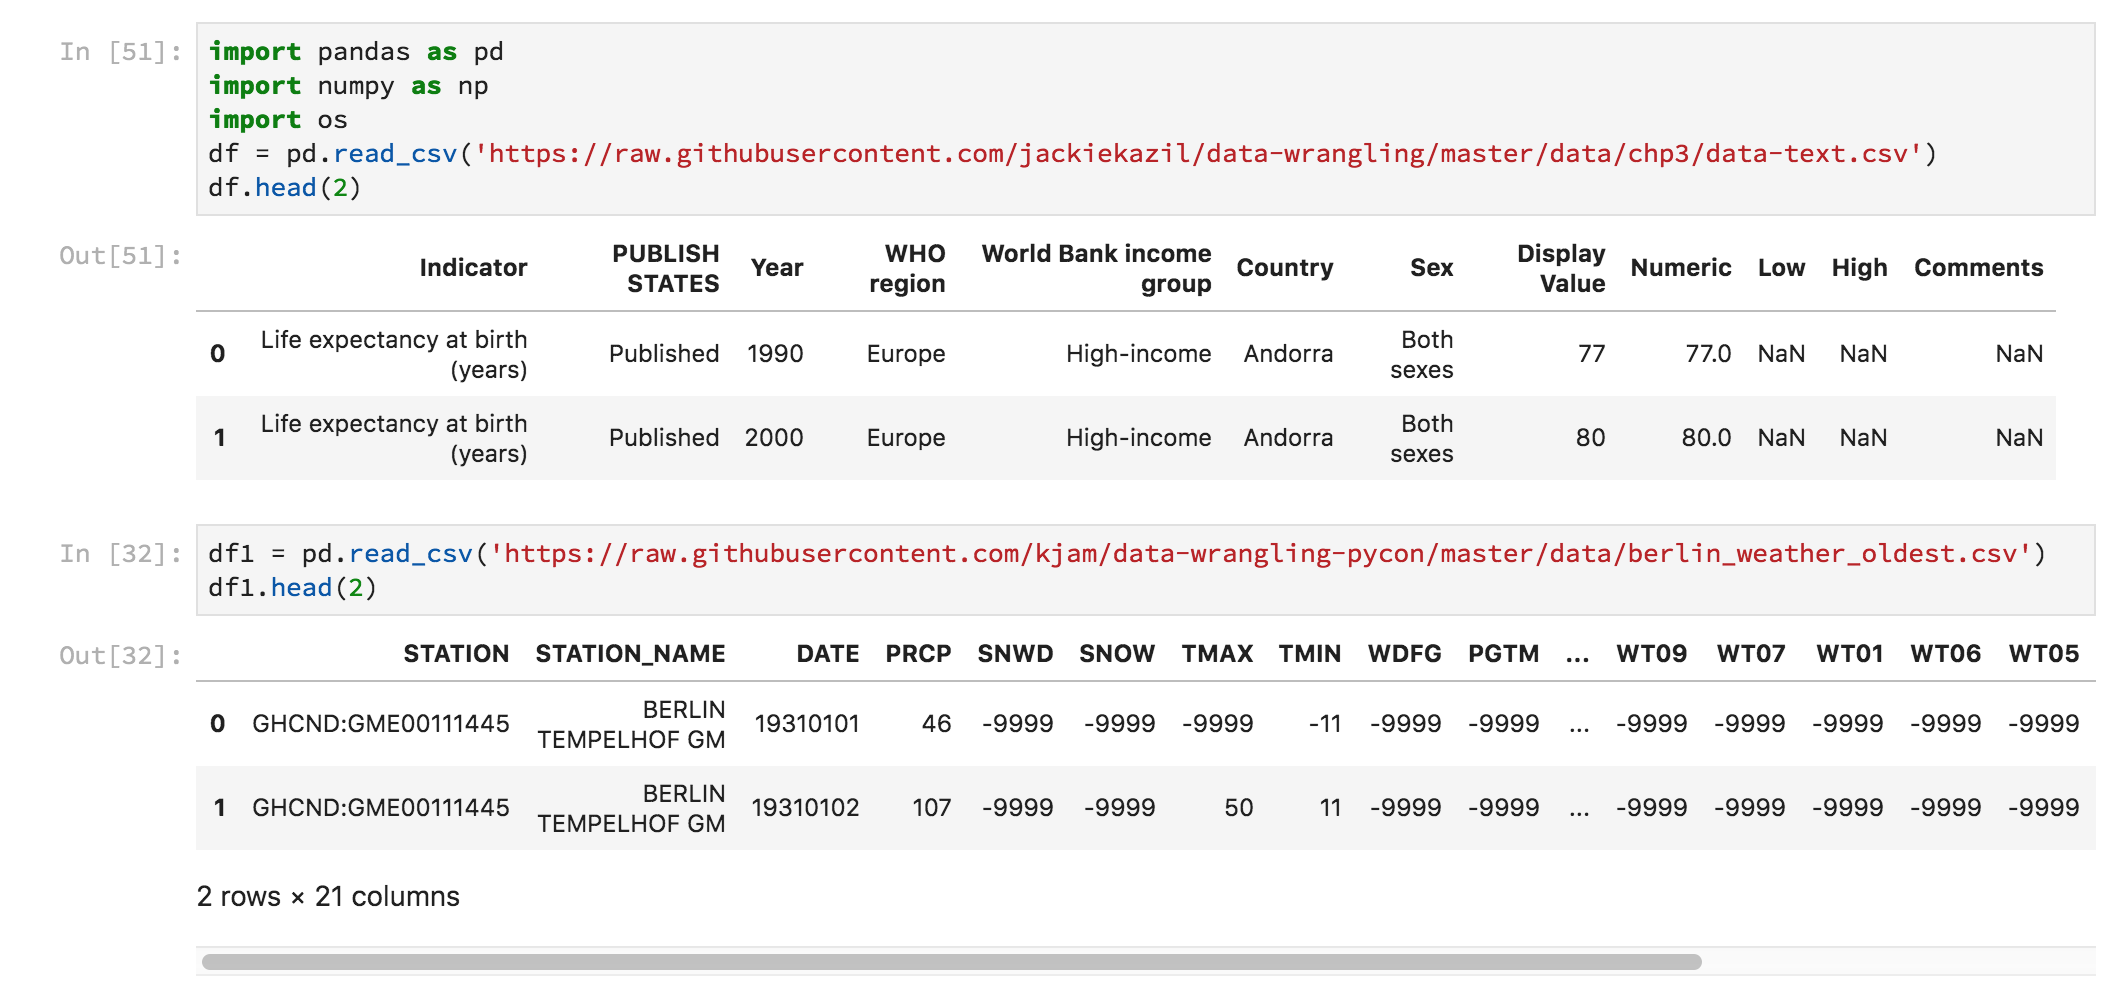 In [51]:
import pandas as pd
import numpy as np
import os
df = pd.read_csv('https://raw.githubusercontent.com/jackiekazil/data-wrangling/master/data/chp3/data-text.csv')
df.head(2)
Out[51]:
Indicator PUBLISH STATES Year WHO region World Bank income group Country Sex Display Value Numeric Low High Comments
0 Life expectancy at birth (years) Published 1990 Europe High-income Andorra Both sexes 77 77.0 NaN NaN NaN
1 Life expectancy at birth (years) Published 2000 Europe High-income Andorra Both sexes 80 80.0 NaN NaN NaN
In [32]:
df1 = pd.read_csv('https://raw.githubusercontent.com/kjam/data-wrangling-pycon/master/data/berlin_weather_oldest.csv')
df1.head(2)
Out[32]:
STATION STATION_NAME DATE PRCP SNWD SNOW TMAX TMIN WDFG PGTM ... WT09 WT07 WT01 WT06 WT05
0 GHCND:GME00111445 BERLIN TEMPELHOF GM 19310101 46 -9999 -9999 -9999 -11 -9999 -9999 ... -9999 -9999 -9999 -9999 -9999
1 GHCND:GME00111445 BERLIN TEMPELHOF GM 19310102 107 -9999 -9999 50 11 -9999 -9999 ... -9999 -9999 -9999 -9999 -9999
2 rows × 21 columns